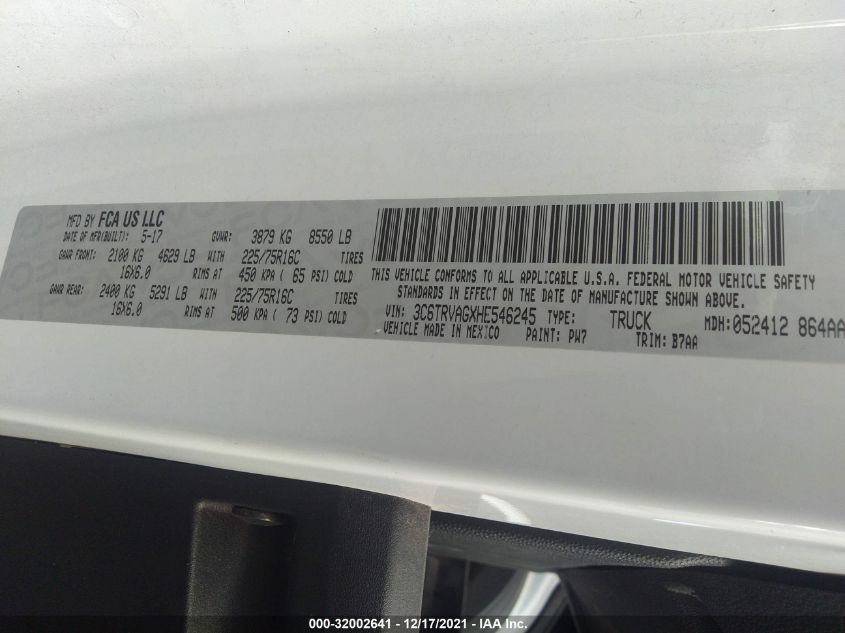 MFD BY FCA US LLC
DATE OF MFR(BUILT): 5-17 GVWR: 3879 KG 8550 LB
GAWR FRONT: 2100 KG 4629 LB WITH 225/75R16C TIRES
16X6.0 RIMS AT 450 KPA ( 65 PSI) COLD
GAWR REAR: 2400 KG 5291 LB WITH 225/75R16C TIRES
16X6.0 RIMS AT 500 KPA ( 73 PSI) COLD
THIS VEHICLE CONFORMS TO ALL APPLICABLE U.S.A. FEDERAL MOTOR VEHICLE SAFETY
STANDARDS IN EFFECT ON THE DATE OF MANUFACTURE SHOWN ABOVE.
VIN: 3C6TRVAGXHE546245 TYPE: TRUCK MDH:052412 864AA
VEHICLE MADE IN MEXICO PAINT: PW7 TRIM: B7AA
000-32002641 - 12/17/2021 - IAA Inc.